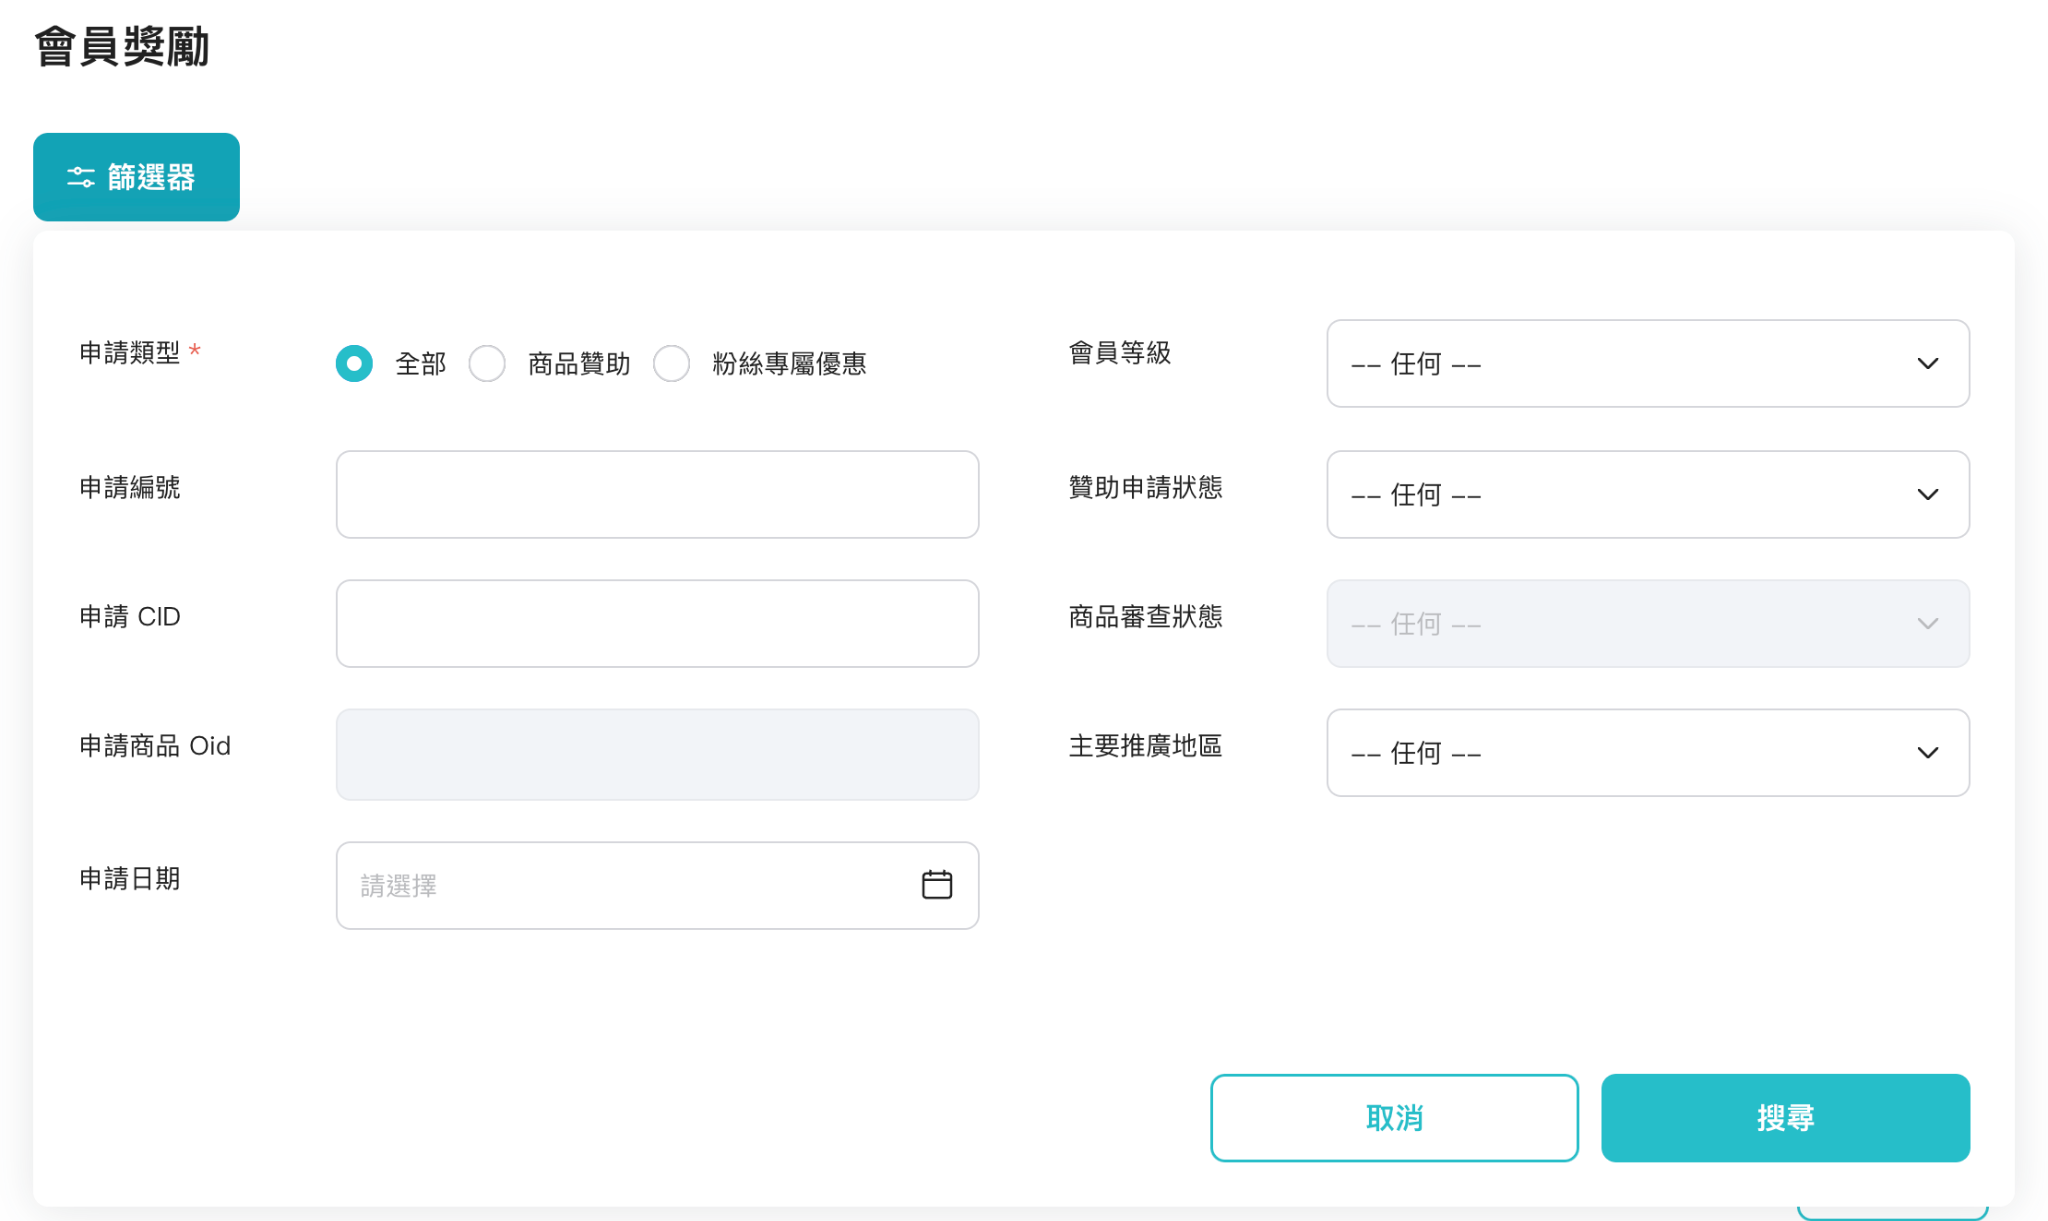 會員獎勵
篩選器
申請類型 *
全部 商品贊助 粉絲專屬優惠
會員等級
-- 任何 --
申請編號
贊助申請狀態
-- 任何 --
申請 CID
商品審查狀態
-- 任何 --
申請商品 Oid
主要推廣地區
-- 任何 --
申請日期
請選擇
取消
搜尋